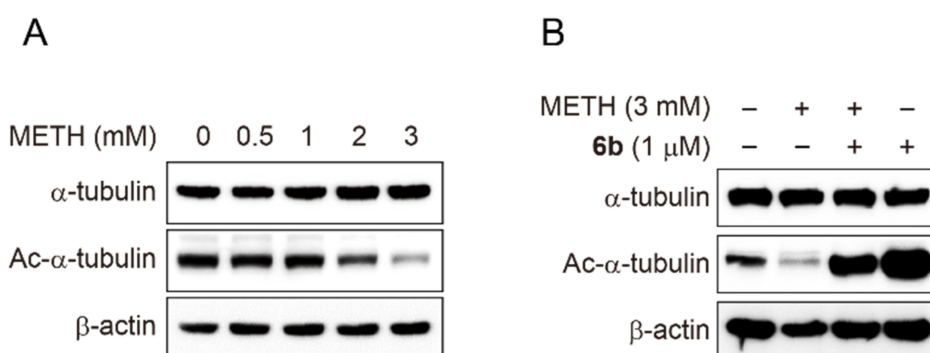 A
METH (mM) 0 0.5 1 2 3
α-tubulin
Ac-α-tubulin
β-actin
B
METH (3 mM) – + + –
6b (1 μM) – – + +
α-tubulin
Ac-α-tubulin
β-actin